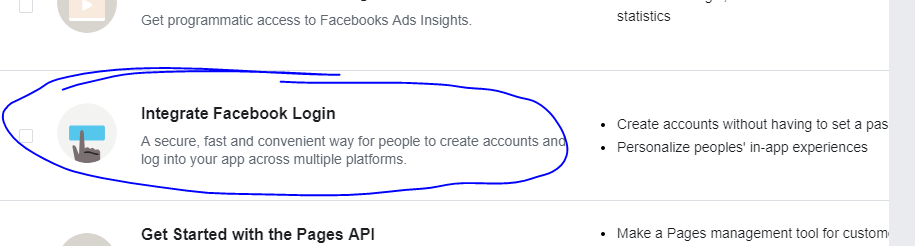 Get programmatic access to Facebooks Ads Insights.
statistics
Integrate Facebook Login
A secure, fast and convenient way for people to create accounts and
log into your app across multiple platforms.
Create accounts without having to set a pas
Personalize peoples' in-app experiences
Get Started with the Pages API
Make a Pages management tool for custom